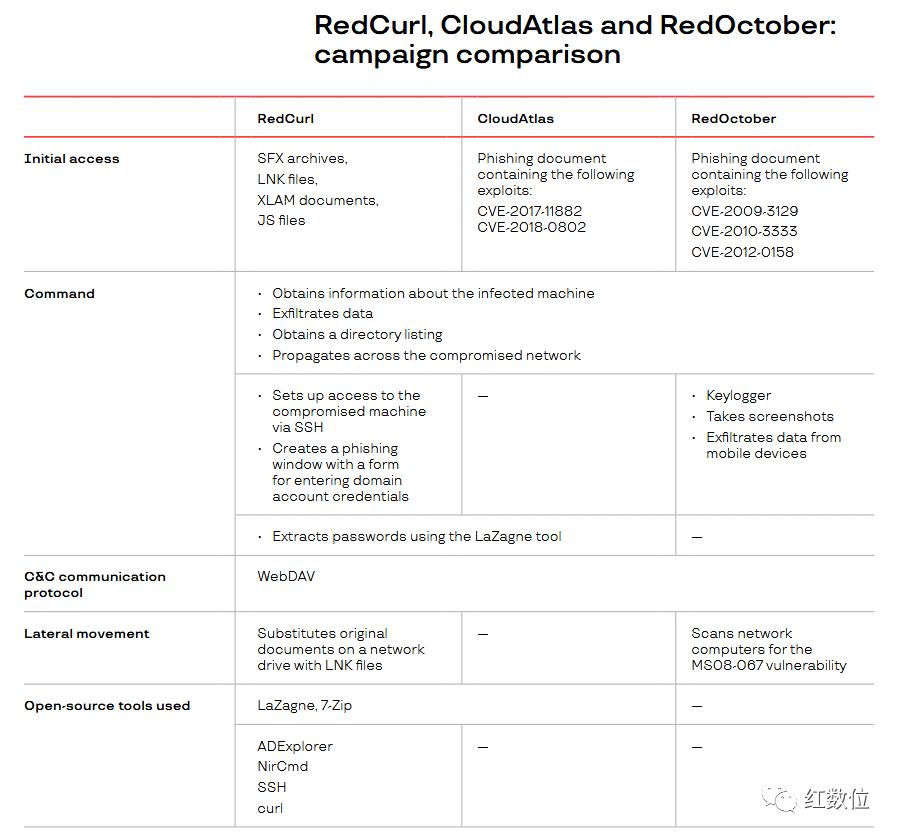 RedCurl, CloudAtlas and RedOctober:
campaign comparison
RedCurl
CloudAtlas
RedOctober
Initial access
SFX archives,
LNK files,
XLAM documents,
JS files
Phishing document
containing the following
exploits:
CVE-2017-11882
CVE-2018-0802
Phishing document
containing the following
exploits:
CVE-2009-3129
CVE-2010-3333
CVE-2012-0158
Command
· Obtains information about the infected machine
· Exfiltrates data
· Obtains a directory listing
· Propagates across the compromised network
· Sets up access to the
compromised machine
via SSH
· Creates a phishing
window with a form
for entering domain
account credentials
—
· Keylogger
· Takes screenshots
· Exfiltrates data from
mobile devices
· Extracts passwords using the LaZagne tool
—
C&C communication
protocol
WebDAV
Lateral movement
Substitutes original
documents on a network
drive with LNK files
—
Scans network
computers for the
MS08-067 vulnerability
Open-source tools used
LaZagne, 7-Zip
—
ADExplorer
NirCmd
SSH
curl
—
—
红数位